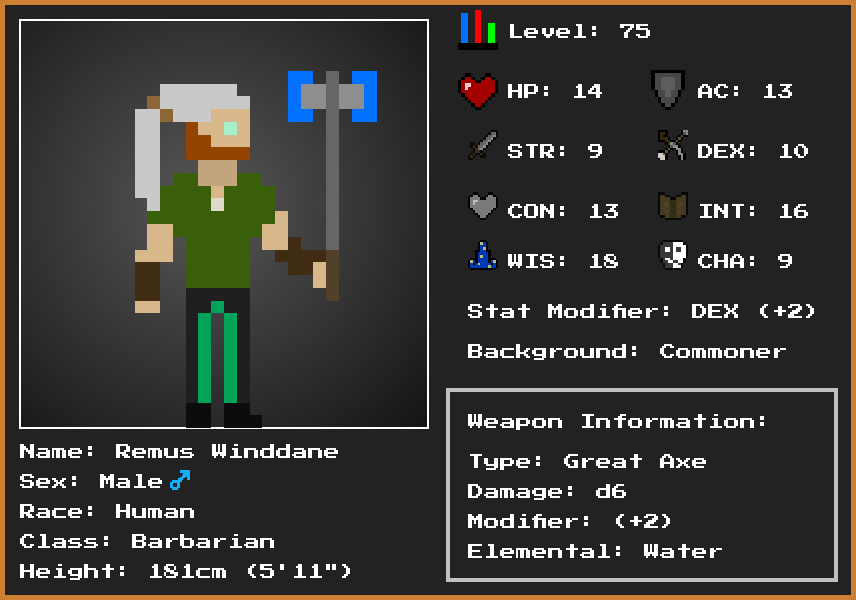 Level: 75
HP: 14
AC: 13
STR: 9
DEX: 10
CON: 13
INT: 16
WIS: 18
CHA: 9
Stat Modifier: DEX (+2)
Background: Commoner
Weapon Information:
Type: Great Axe
Damage: d6
Modifier: (+2)
Elemental: Water
Name: Remus Winddane
Sex: Male ♂
Race: Human
Class: Barbarian
Height: 181cm (5'11")